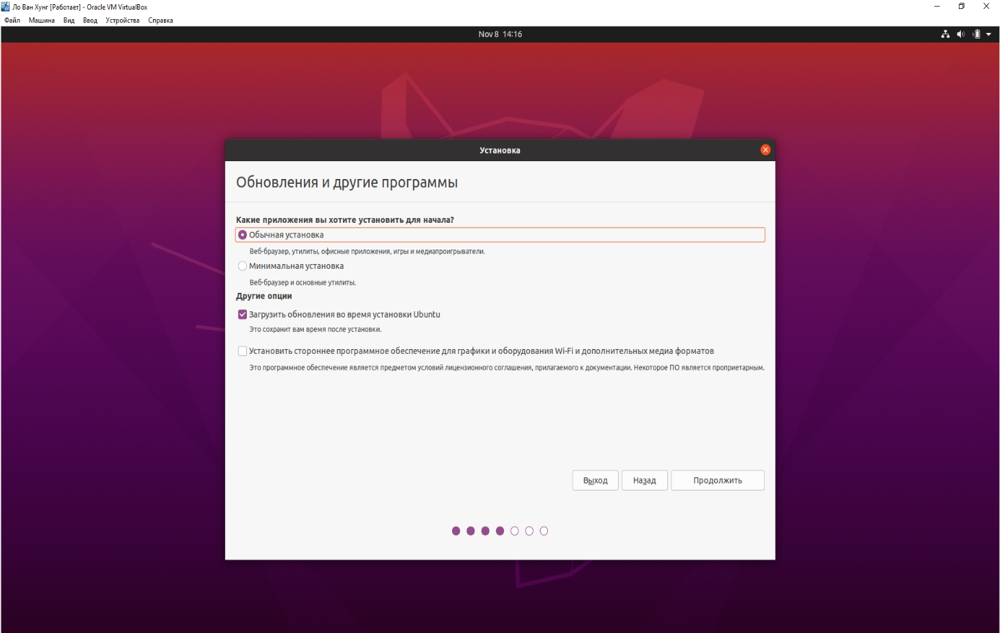 Ло Ван Хунг [Работает] - Oracle VM VirtualBox
Файл Машина Вид Ввод Устройства Справка
Nov 8 14:16
Установка
Обновления и другие программы
Какие приложения вы хотите установить для начала?
Обычная установка
Веб-браузер, утилиты, офисные приложения, игры и медиапроигрыватели.
Минимальная установка
Веб-браузер и основные утилиты.
Другие опции
Загрузить обновления во время установки Ubuntu
Это сохранит вам время после установки.
Установить стороннее программное обеспечение для графики и оборудования Wi-Fi и дополнительных медиа форматов
Это программное обеспечение является предметом условий лицензионного соглашения, прилагаемого к документации. Некоторое ПО является проприетарным.
Выход Назад Продолжить